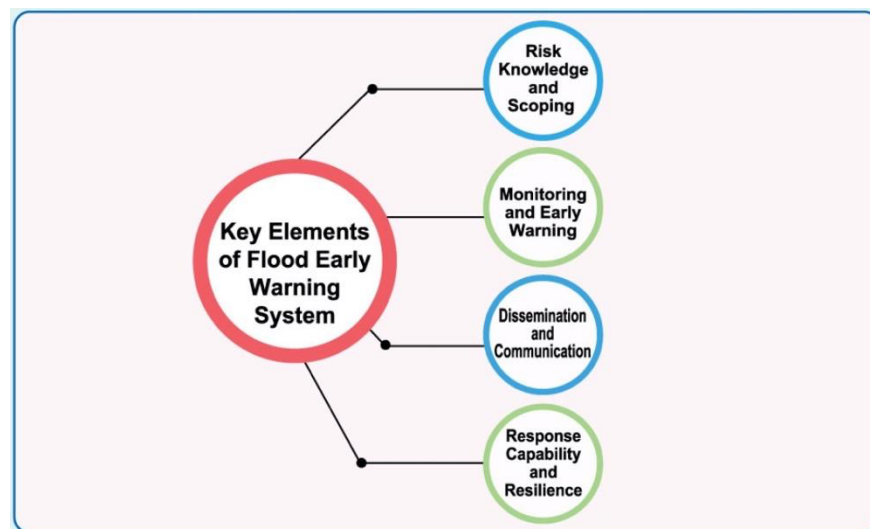 Key Elements
of Flood Early
Warning
System
Risk
Knowledge
and
Scoping
Monitoring
and Early
Warning
Dissemination
and
Communication
Response
Capability
and
Resilience